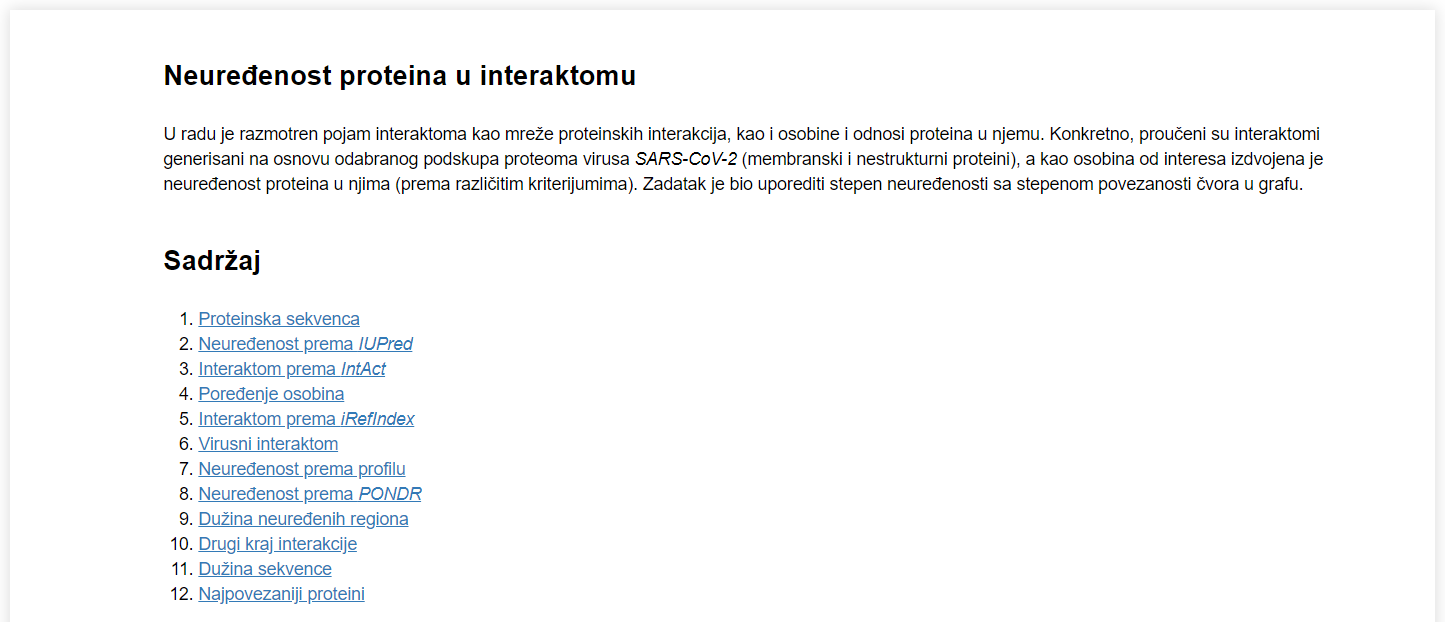 Neuređenost proteina u interaktomu
U radu je razmotren pojam interaktoma kao mreže proteinskih interakcija, kao i osobine i odnosi proteina u njemu. Konkretno, proučeni su interaktomi
generisani na osnovu odabranog podskupa proteoma virusa SARS-CoV-2 (membranski i nestrukturni proteini), a kao osobina od interesa izdvojena je
neuređenost proteina u njima (prema različitim kriterijumima). Zadatak je bio uporediti stepen neuređenosti sa stepenom povezanosti čvora u grafu.
Sadržaj
1. Proteinska sekvenca
2. Neuređenost prema IUPred
3. Interaktom prema IntAct
4. Poređenje osobina
5. Interaktom prema iRefIndex
6. Virusni interaktom
7. Neuređenost prema profilu
8. Neuređenost prema PONDR
9. Dužina neuređenih regiona
10. Drugi kraj interakcije
11. Dužina sekvence
12. Najpovezaniji proteini